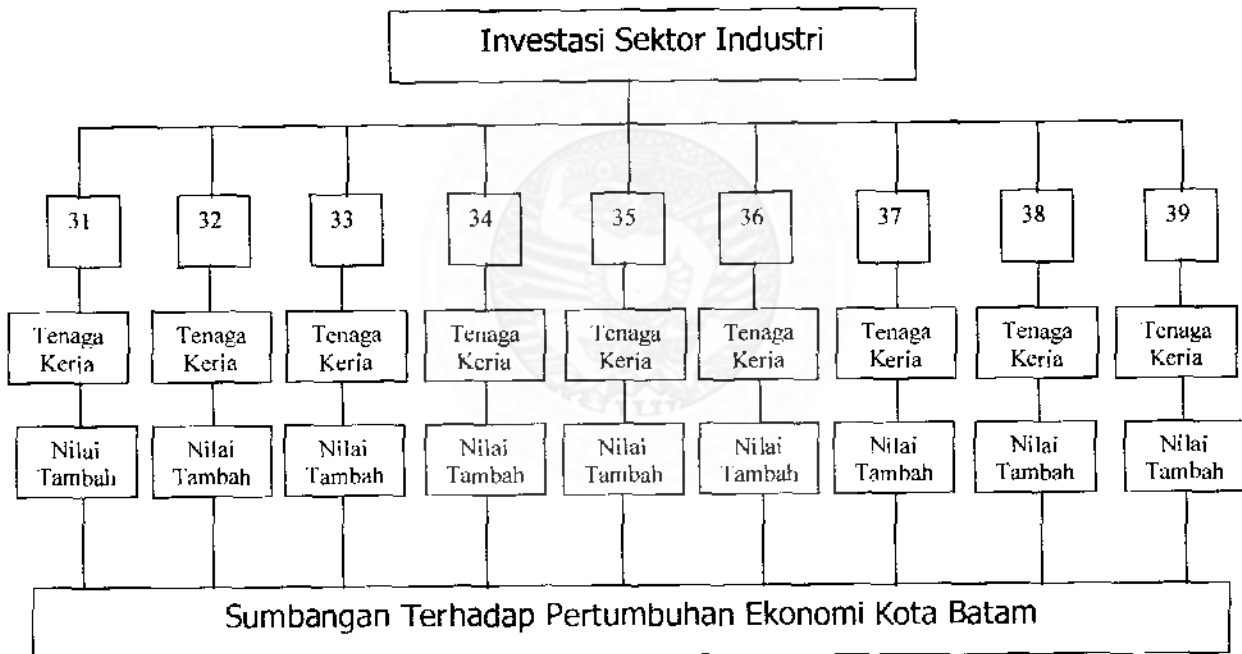 Investasi Sektor Industri
31 32 33 34 35 36 37 38 39
Tenaga Tenaga Tenaga Tenaga Tenaga Tenaga Tenaga Tenaga Tenaga
Kerja Kerja Kerja Kerja Kerja Kerja Kerja Kerja Kerja
Nilai Nilai Nilai Nilai Nilai Nilai Nilai Nilai Nilai
Tambah Tambah Tambah Tambah Tambah Tambah Tambah Tambah Tambah
Sumbangan Terhadap Pertumbuhan Ekonomi Kota Batam